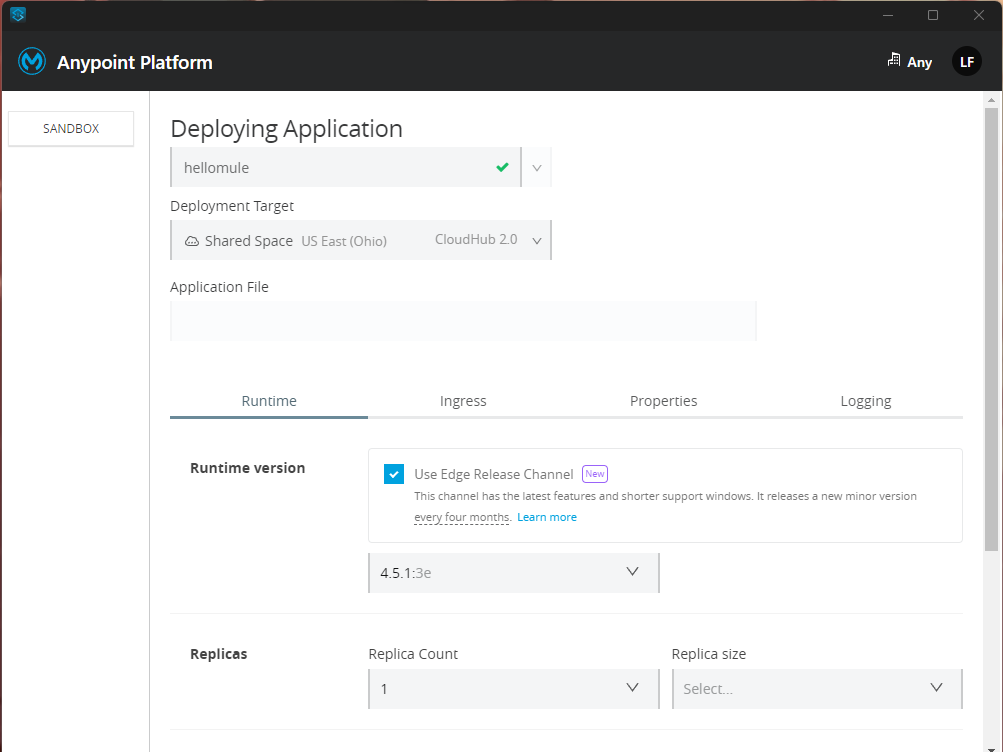 Anypoint Platform
Any
LF
SANDBOX
Deploying Application
hellomule
Deployment Target
Shared Space US East (Ohio) CloudHub 2.0
Application File
Runtime Ingress Properties Logging
Runtime version
Use Edge Release Channel New
This channel has the latest features and shorter support windows. It releases a new minor version
every four months. Learn more
4.5.1:3e
Replicas
Replica Count
Replica size
1
Select...